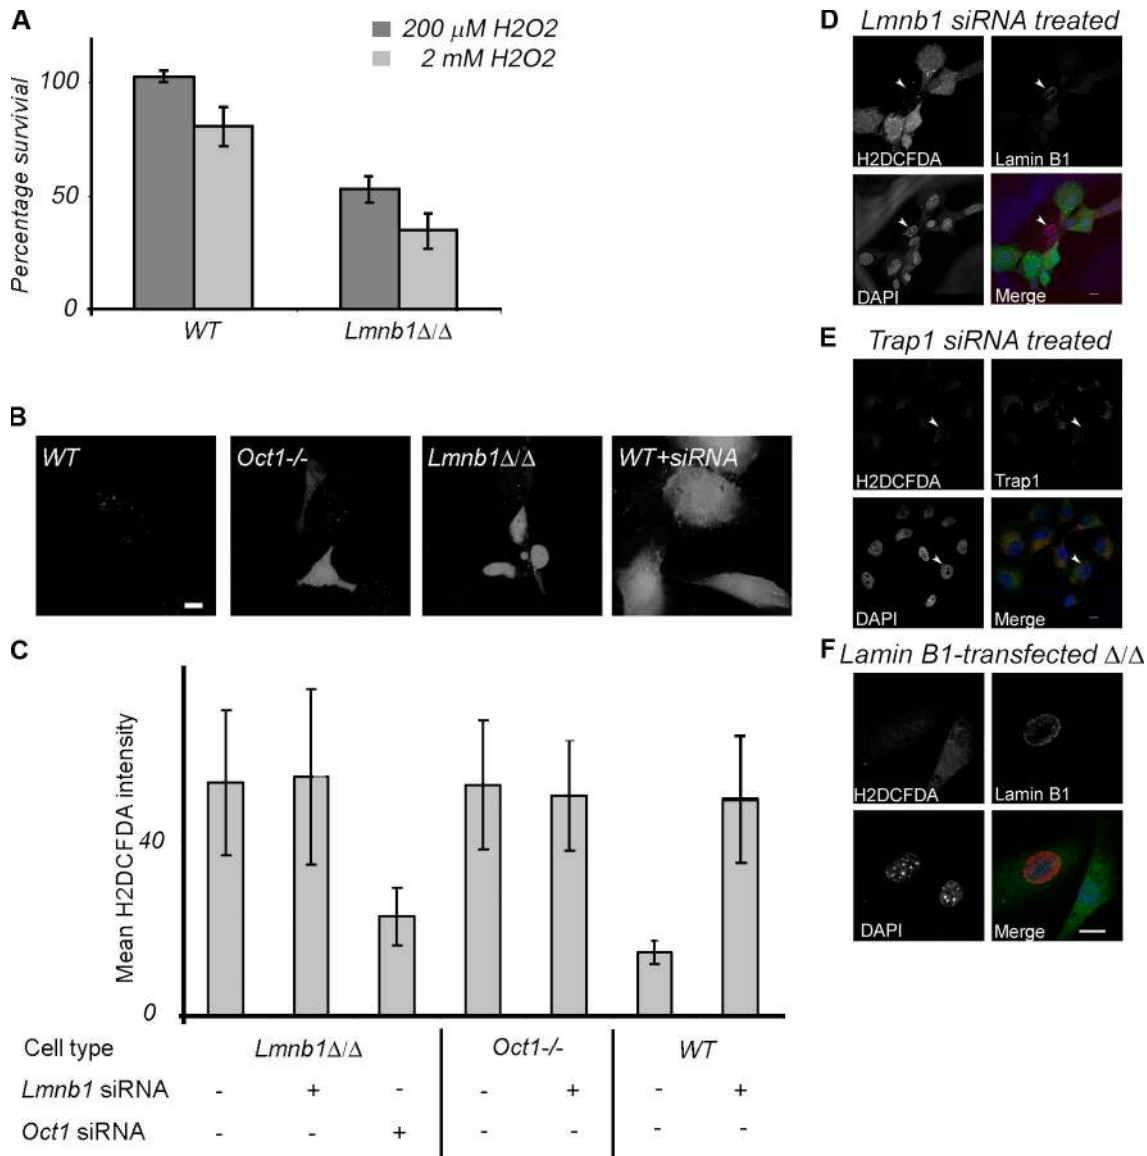 A
200 μM H2O2
2 mM H2O2
Percentage survivial
100
50
0
WT
Lmnb1Δ/Δ
B
WT
Oct1-/-
Lmnb1Δ/Δ
WT+siRNA
C
Mean H2DCFDA intensity
40
0
Cell type
Lmnb1Δ/Δ
Oct1-/-
WT
Lmnb1 siRNA - + - - + - +
Oct1 siRNA - - + - - - -
D
Lmnb1 siRNA treated
H2DCFDA
Lamin B1
DAPI
Merge
E
Trap1 siRNA treated
H2DCFDA
Trap1
DAPI
Merge
F
Lamin B1-transfected Δ/Δ
H2DCFDA
Lamin B1
DAPI
Merge